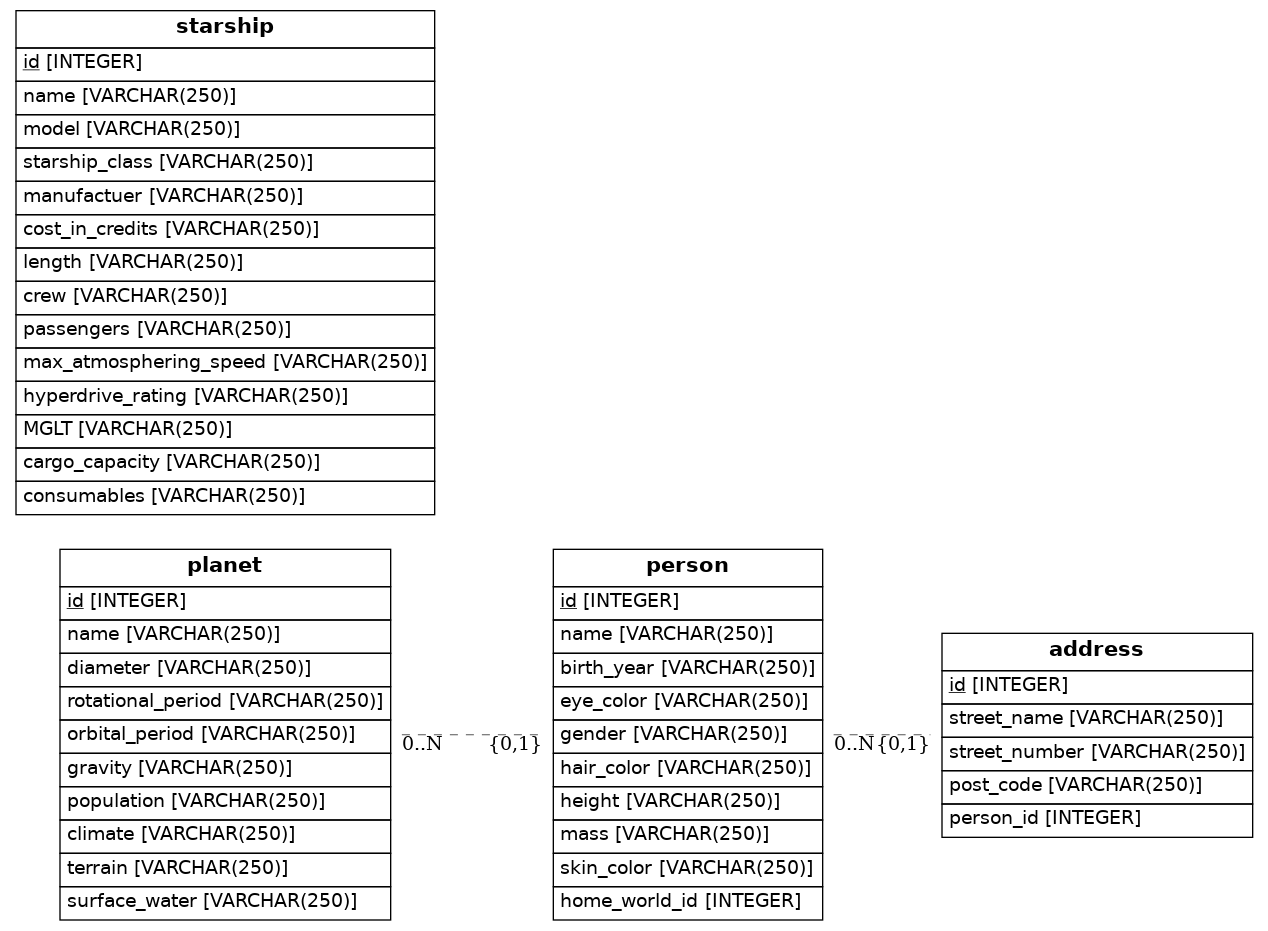 starship
id [INTEGER]
name [VARCHAR(250)]
model [VARCHAR(250)]
starship_class [VARCHAR(250)]
manufactuer [VARCHAR(250)]
cost_in_credits [VARCHAR(250)]
length [VARCHAR(250)]
crew [VARCHAR(250)]
passengers [VARCHAR(250)]
max_atmosphering_speed [VARCHAR(250)]
hyperdrive_rating [VARCHAR(250)]
MGLT [VARCHAR(250)]
cargo_capacity [VARCHAR(250)]
consumables [VARCHAR(250)]
planet
id [INTEGER]
name [VARCHAR(250)]
diameter [VARCHAR(250)]
rotational_period [VARCHAR(250)]
orbital_period [VARCHAR(250)]
gravity [VARCHAR(250)]
population [VARCHAR(250)]
climate [VARCHAR(250)]
terrain [VARCHAR(250)]
surface_water [VARCHAR(250)]
0..N {0,1}
person
id [INTEGER]
name [VARCHAR(250)]
birth_year [VARCHAR(250)]
eye_color [VARCHAR(250)]
gender [VARCHAR(250)]
hair_color [VARCHAR(250)]
height [VARCHAR(250)]
mass [VARCHAR(250)]
skin_color [VARCHAR(250)]
home_world_id [INTEGER]
0..N {0,1}
address
id [INTEGER]
street_name [VARCHAR(250)]
street_number [VARCHAR(250)]
post_code [VARCHAR(250)]
person_id [INTEGER]